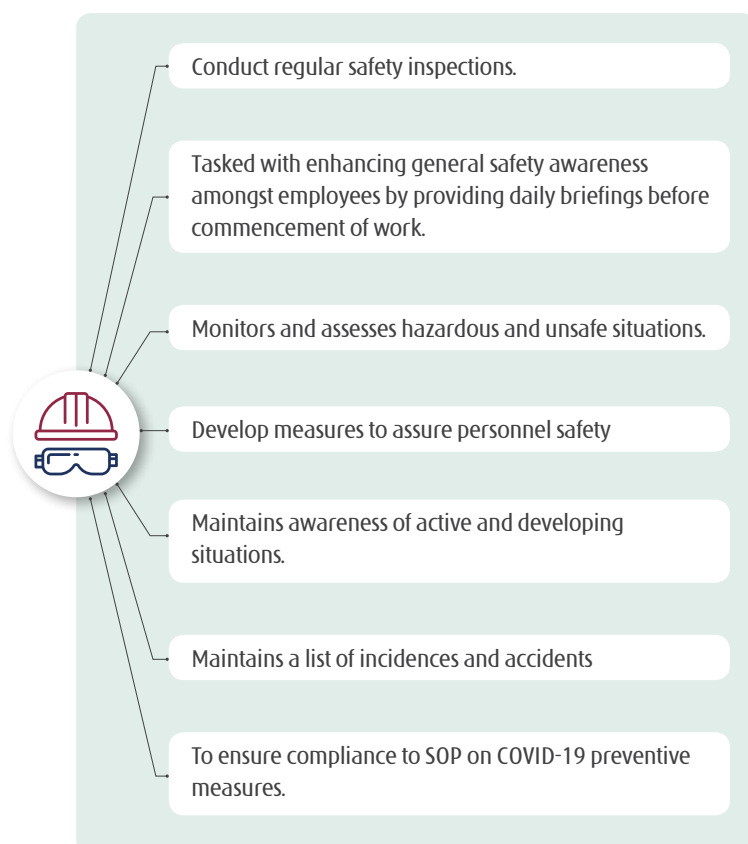 Conduct regular safety inspections.
Tasked with enhancing general safety awareness
amongst employees by providing daily briefings before
commencement of work.
Monitors and assesses hazardous and unsafe situations.
Develop measures to assure personnel safety
Maintains awareness of active and developing
situations.
Maintains a list of incidences and accidents
To ensure compliance to SOP on COVID-19 preventive
measures.